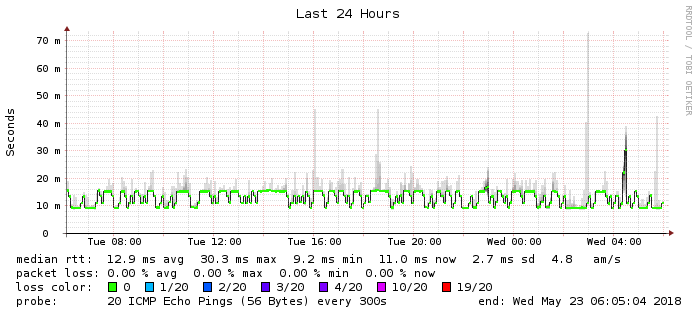 Last 24 Hours
RRDTOOL / TOBI OETIKER
Seconds
70 m
60 m
50 m
40 m
30 m
20 m
10 m
0
Tue 08:00 Tue 12:00 Tue 16:00 Tue 20:00 Wed 00:00 Wed 04:00
median rtt: 12.9 ms avg 30.3 ms max 9.2 ms min 11.0 ms now 2.7 ms sd 4.8 am/s
packet loss: 0.00 % avg 0.00 % max 0.00 % min 0.00 % now
loss color: 0 1/20 2/20 3/20 4/20 10/20 19/20
probe: 20 ICMP Echo Pings (56 Bytes) every 300s end: Wed May 23 06:05:04 2018